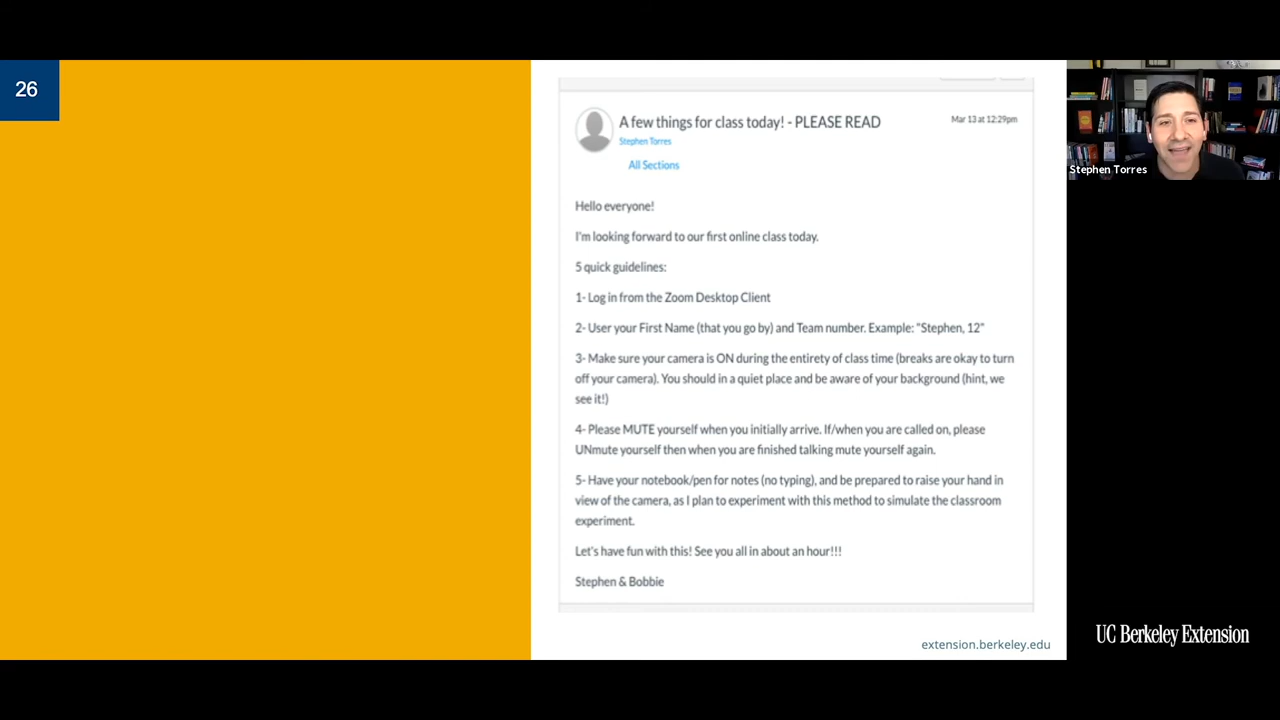 26
A few things for class today! - PLEASE READ
Mar 13 at 12:29pm
Stephen Torres
All Sections
Hello everyone!
I'm looking forward to our first online class today.
5 quick guidelines:
1- Log in from the Zoom Desktop Client
2- User your First Name (that you go by) and Team number. Example: "Stephen, 12"
3- Make sure your camera is ON during the entirety of class time (breaks are okay to turn
off your camera). You should in a quiet place and be aware of your background (hint, we
see it!)
4- Please MUTE yourself when you initially arrive. If/when you are called on, please
UNmute yourself then when you are finished talking mute yourself again.
5- Have your notebook/pen for notes (no typing), and be prepared to raise your hand in
view of the camera, as I plan to experiment with this method to simulate the classroom
experiment.
Let's have fun with this! See you all in about an hour!!!
Stephen & Bobbie
extension.berkeley.edu
Stephen Torres
UC Berkeley Extension